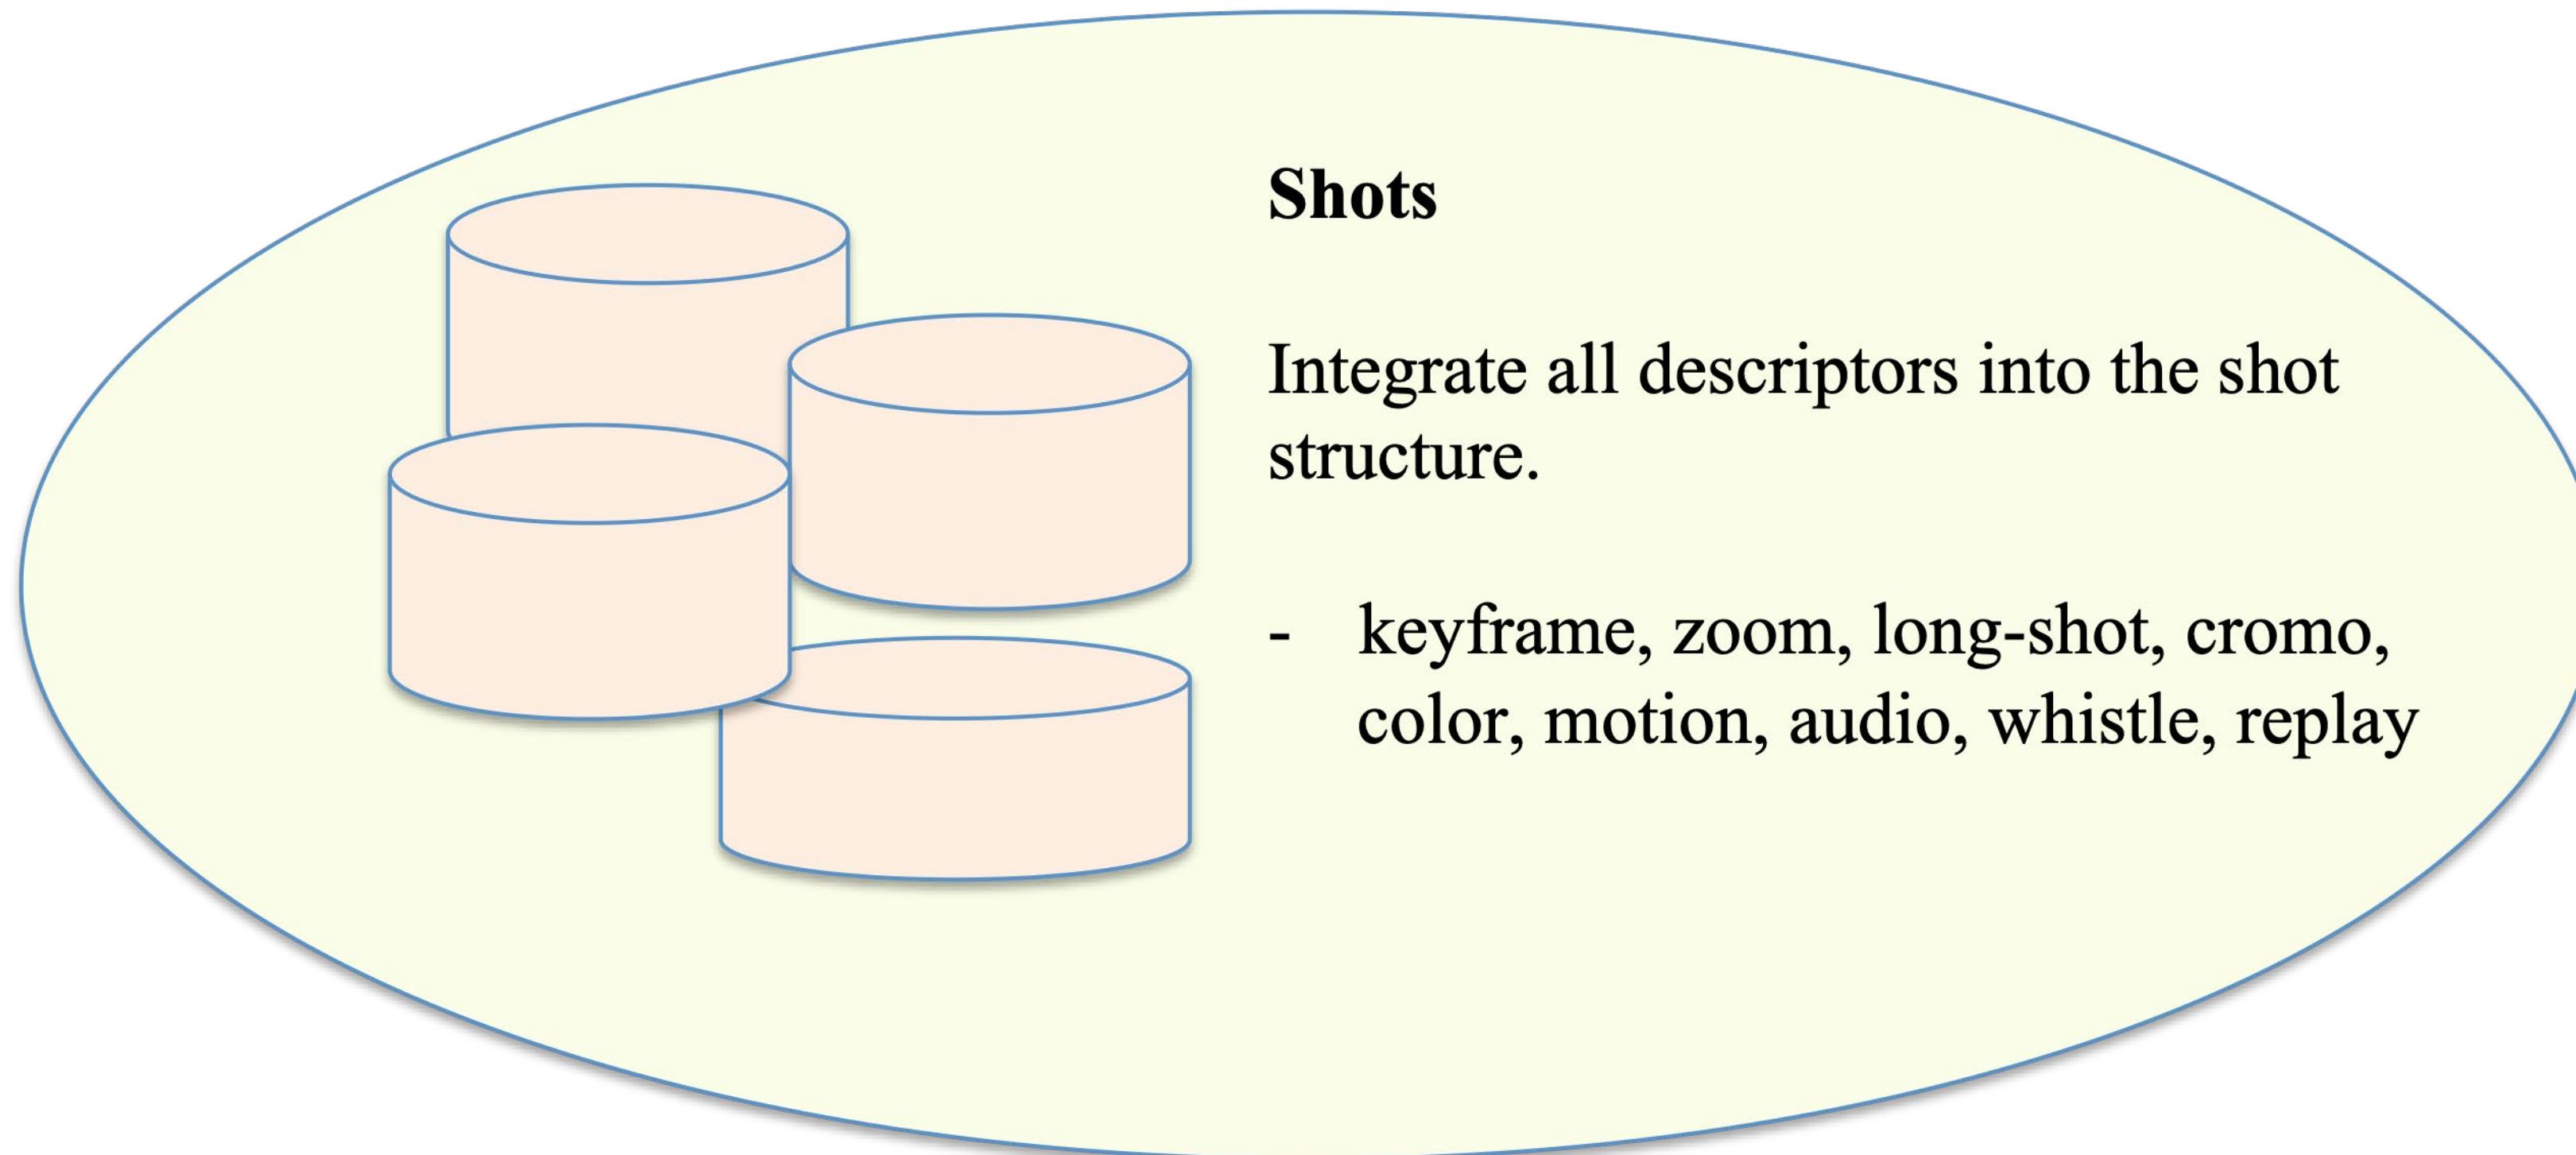 Shots
Integrate all descriptors into the shot
structure.
- keyframe, zoom, long-shot, cromo,
color, motion, audio, whistle, replay